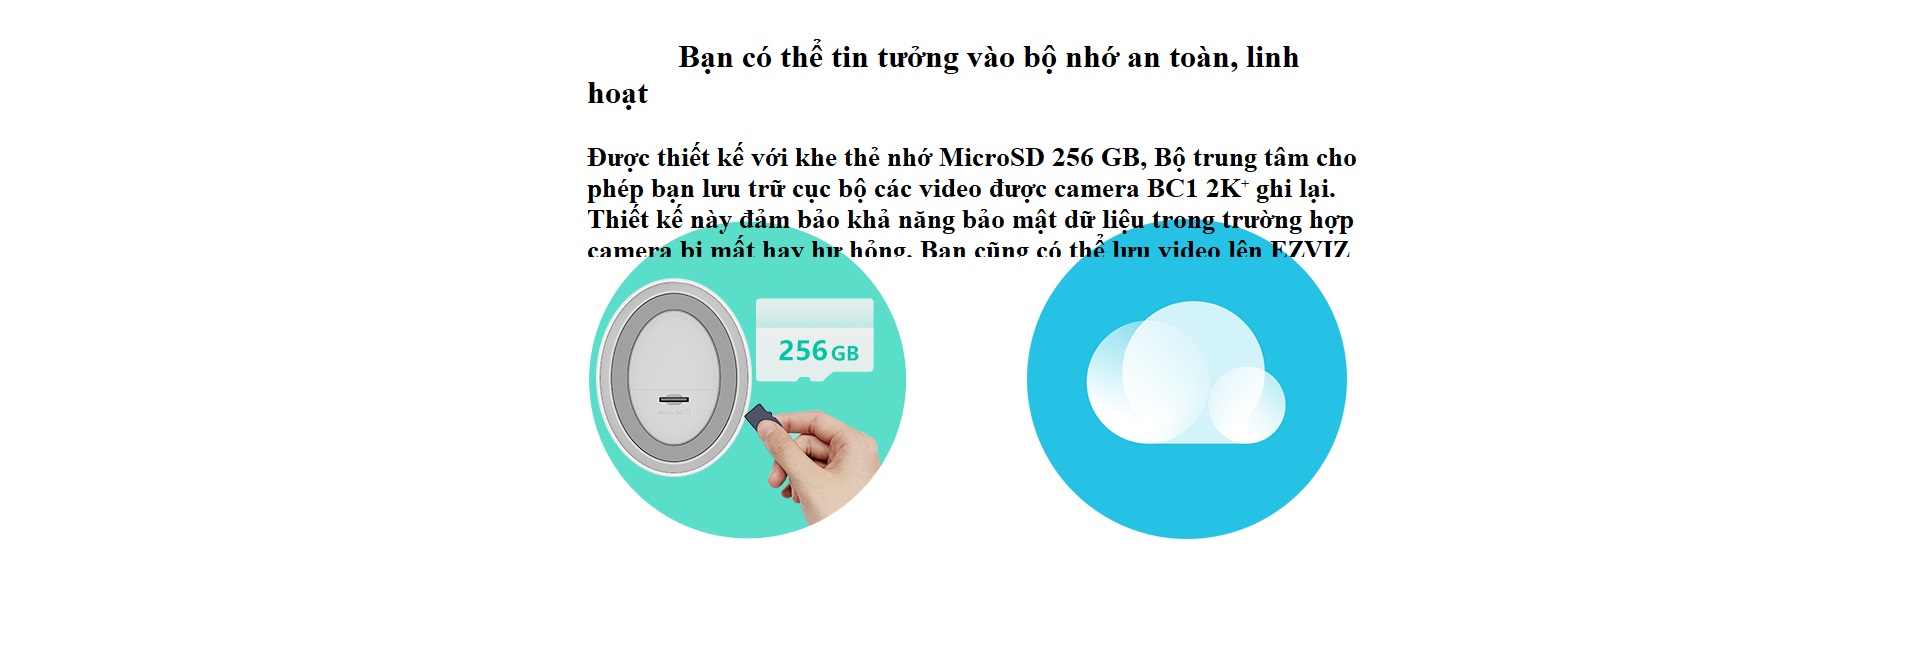 Bạn có thể tin tưởng vào bộ nhớ an toàn, linh
hoạt
Được thiết kế với khe thẻ nhớ MicroSD 256 GB, Bộ trung tâm cho
phép bạn lưu trữ cục bộ các video được camera BC1 2K⁺ ghi lại.
Thiết kế này đảm bảo khả năng bảo mật dữ liệu trong trường hợp
camera bị mất hay hư hỏng. Bạn cũng có thể lưu video lên EZVIZ
256 GB